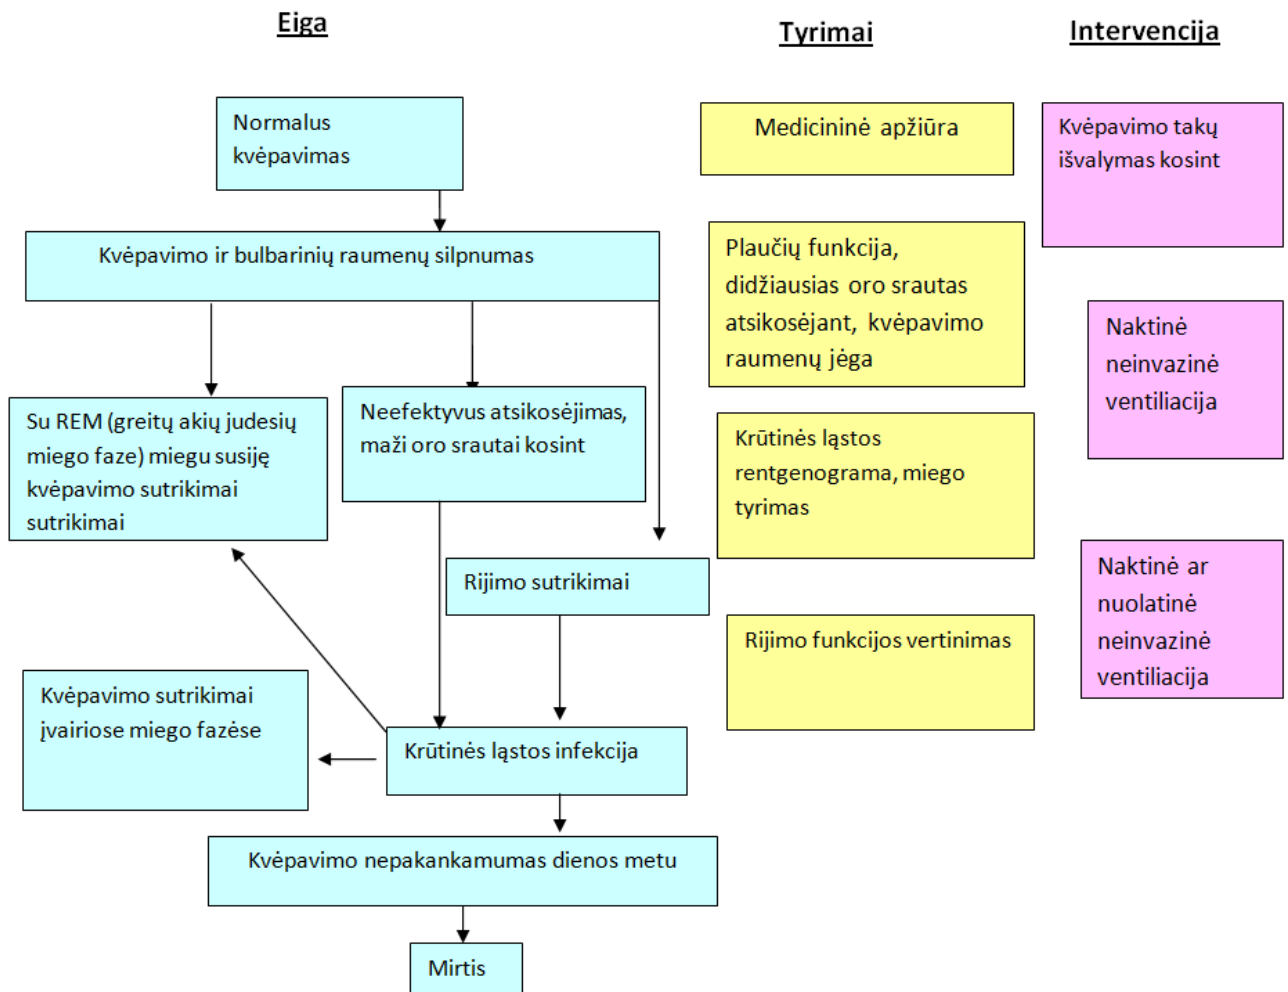 Eiga
Tyrimai
Intervencija
Normalus
kvėpavimas
Kvėpavimo ir bulbarinių raumenų silpnumas
Su REM (greitų akių judesių
miego faze) miegu susiję
kvėpavimo sutrikimai
sutrikimai
Neefektyvus atsikosėjimas,
maži oro srautai kosint
Rijimo sutrikimai
Kvėpavimo sutrikimai
įvairiose miego fazėse
Krūtinės ląstos infekcija
Kvėpavimo nepakankamumas dienos metu
Mirtis
Medicininė apžiūra
Plaučių funkcija,
didžiausias oro srautas
atsikosėjant, kvėpavimo
raumenų jėga
Krūtinės ląstos
rentgenograma, miego
tyrimas
Rijimo funkcijos vertinimas
Kvėpavimo takų
išvalymas kosint
Naktinė
neinvazinė
ventiliacija
Naktinė ar
nuolatinė
neinvazinė
ventiliacija